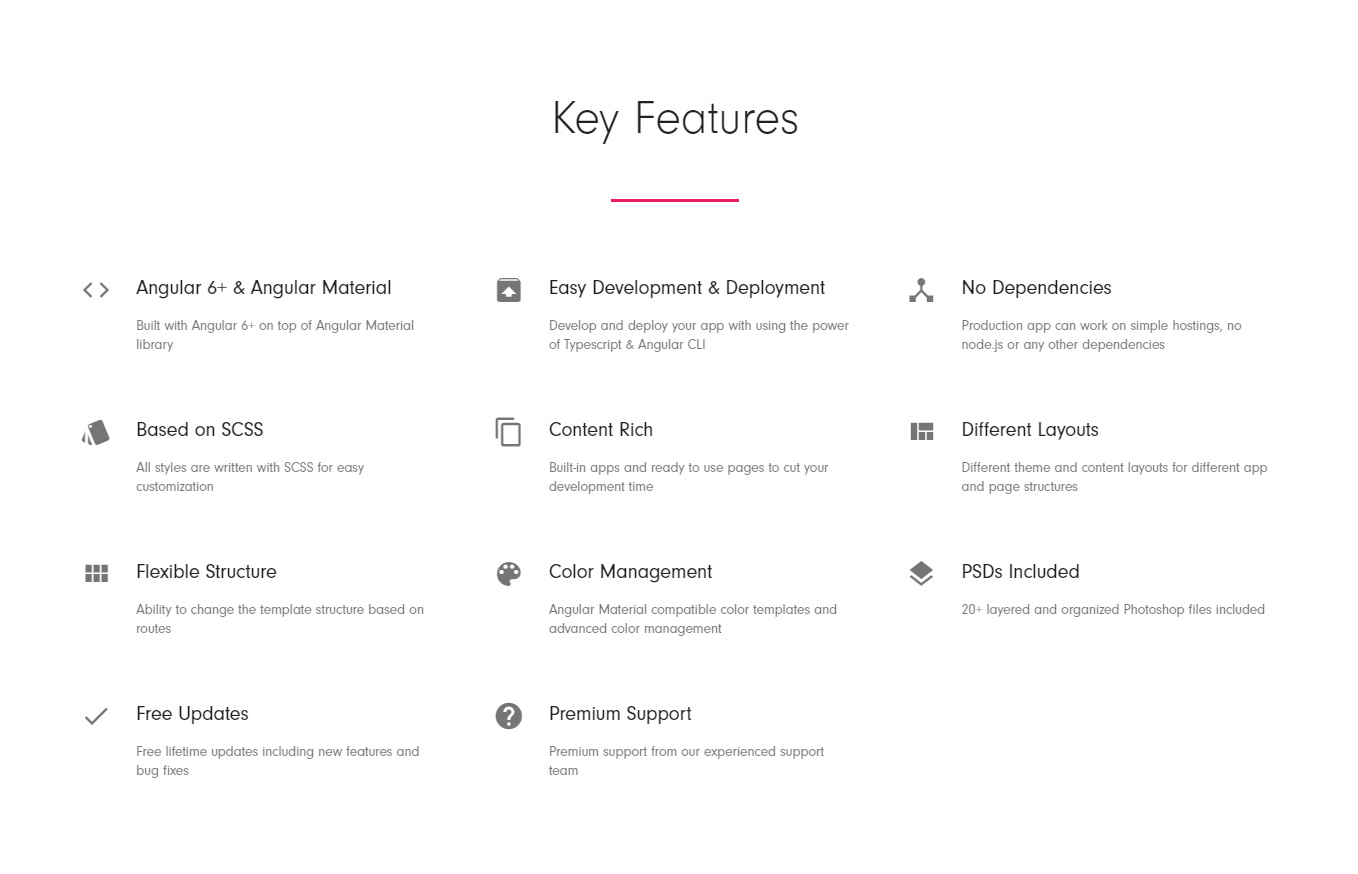 Key Features
Angular 6+ & Angular Material
Built with Angular 6+ on top of Angular Material
library
Easy Development & Deployment
Develop and deploy your app with using the power
of Typescript & Angular CLI
No Dependencies
Production app can work on simple hostings, no
node.js or any other dependencies
Based on SCSS
All styles are written with SCSS for easy
customization
Content Rich
Built-in apps and ready to use pages to cut your
development time
Different Layouts
Different theme and content layouts for different app
and page structures
Flexible Structure
Ability to change the template structure based on
routes
Color Management
Angular Material compatible color templates and
advanced color management
PSDs Included
20+ layered and organized Photoshop files included
Free Updates
Free lifetime updates including new features and
bug fixes
Premium Support
Premium support from our experienced support
team